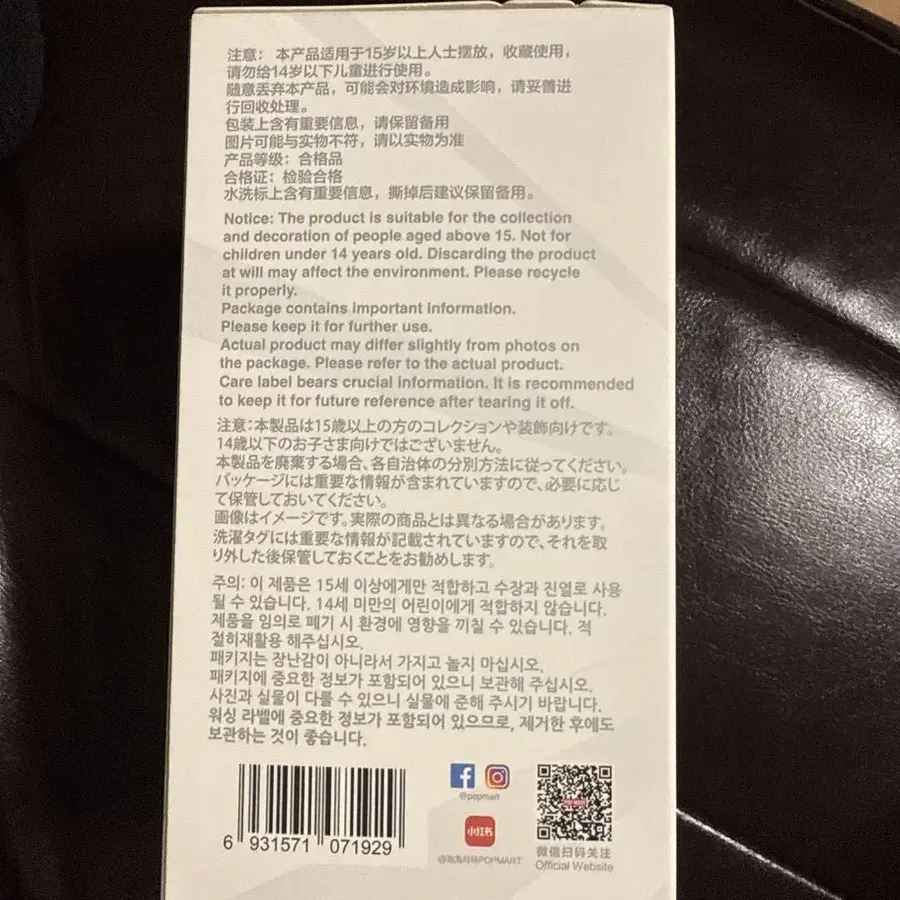 注意：本产品适用于15岁以上人士摆放，收藏使用，
请勿给14岁以下儿童进行使用。
随意丢弃本产品，可能会对环境造成影响，请妥善进
行回收处理。
包装上含有重要信息，请保留备用
图片可能与实物不符，请以实物为准
产品等级：合格品
合格证：检验合格
水洗标上含有重要信息，撕掉后建议保留备用。
Notice: The product is suitable for the collection
and decoration of people aged above 15. Not for
children under 14 years old. Discarding the product
at will may affect the environment. Please recycle
it properly.
Package contains important information.
Please keep it for further use.
Actual product may differ slightly from photos on
the package. Please refer to the actual product.
Care label bears crucial information. It is recommended
to keep it for future reference after tearing it off.
注意：本製品は15歳以上の方のコレクションや装飾向けです。
14歳以下のお子さま向けではございません。
本製品を廃棄する場合、各自治体の分別方法に従ってください。
パッケージには重要な情報が含まれていますので、必要に応じ
て保管しておいてください。
画像はイメージです。実際の商品とは異なる場合があります。
洗濯タグには重要な情報が記載されていますので、それを取
り外した後保管しておくことをお勧めします。
주의: 이 제품은 15세 이상에게만 적합하고 수장과 진열로 사용
될 수 있습니다. 14세 미만의 어린이에게 적합하지 않습니다.
제품을 임의로 폐기 시 환경에 영향을 끼칠 수 있습니다. 적
절히재활용 해주십시오.
패키지는 장난감이 아니라서 가지고 놀지 마십시오.
패키지에 중요한 정보가 포함되어 있으니 보관해 주십시오.
사진과 실물이 다를 수 있으니 실물에 준해 주시기 바랍니다.
워싱 라벨에 중요한 정보가 포함되어 있으므로, 제거한 후에도
보관하는 것이 좋습니다.
6 931571 071929
@popmart
小红书
@泡泡玛特POPMART
POP MART
微信扫码关注
Official Website